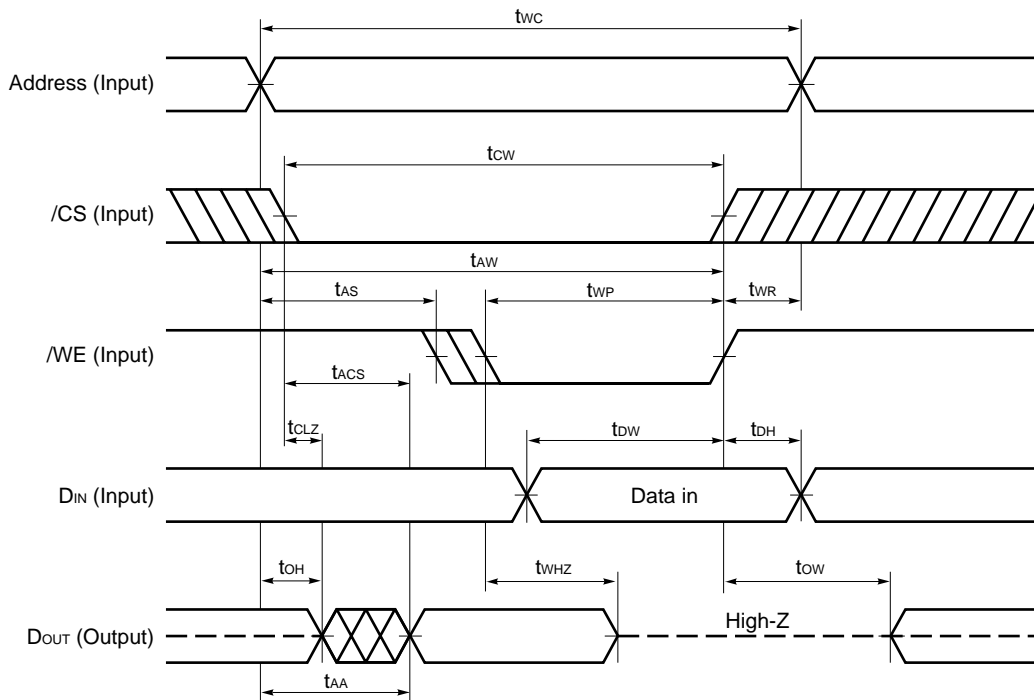 tWC
Address (Input)
tCW
/CS (Input)
tAW
tAS
tWP
tWR
/WE (Input)
tACS
tCLZ
tDW
tDH
DIN (Input)
Data in
tOH
tWHZ
tOW
High-Z
DOUT (Output)
tAA